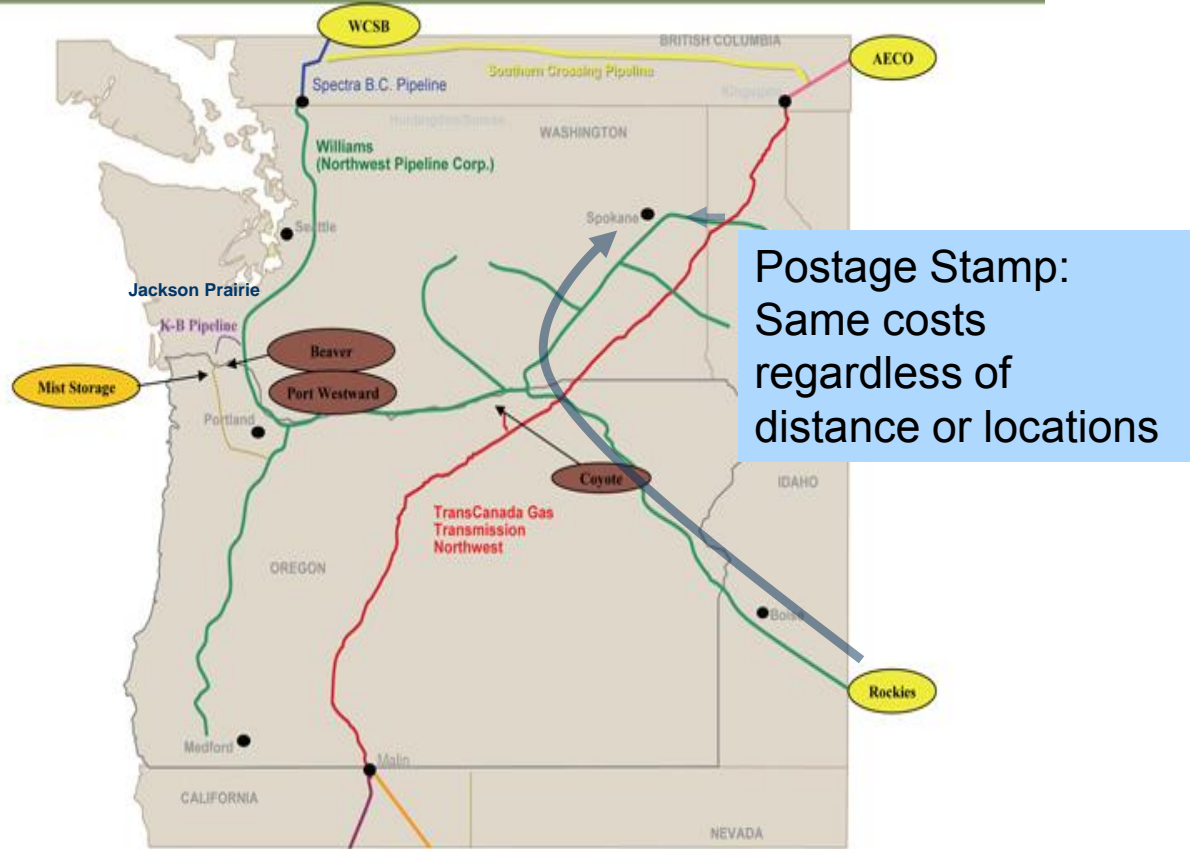 WCSB
BRITISH COLUMBIA
AECO
Southern Crossing Pipeline
Spectra B.C. Pipeline
Kingsgate
Huntingdon/Sumas
WASHINGTON
Williams
(Northwest Pipeline Corp.)
Spokane
Seattle
Postage Stamp:
Same costs
regardless of
distance or locations
Jackson Prairie
K-B Pipeline
Beaver
Mist Storage
Port Westward
Portland
Coyote
IDAHO
TransCanada Gas
Transmission
Northwest
OREGON
Boise
Rockies
Medford
Malin
CALIFORNIA
NEVADA